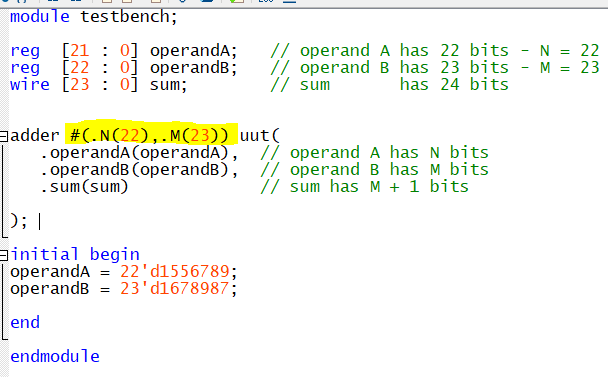 module testbench;
reg  [21 : 0] operandA;   // operand A has 22 bits - N = 22
reg  [22 : 0] operandB;   // operand B has 23 bits - M = 23
wire [23 : 0] sum;        // sum       has 24 bits
adder #(.N(22),.M(23)) uut(
   .operandA(operandA),  // operand A has N bits
   .operandB(operandB),  // operand B has M bits
   .sum(sum)             // sum has M + 1 bits
);
initial begin
operandA = 22'd1556789;
operandB = 23'd1678987;
end
endmodule